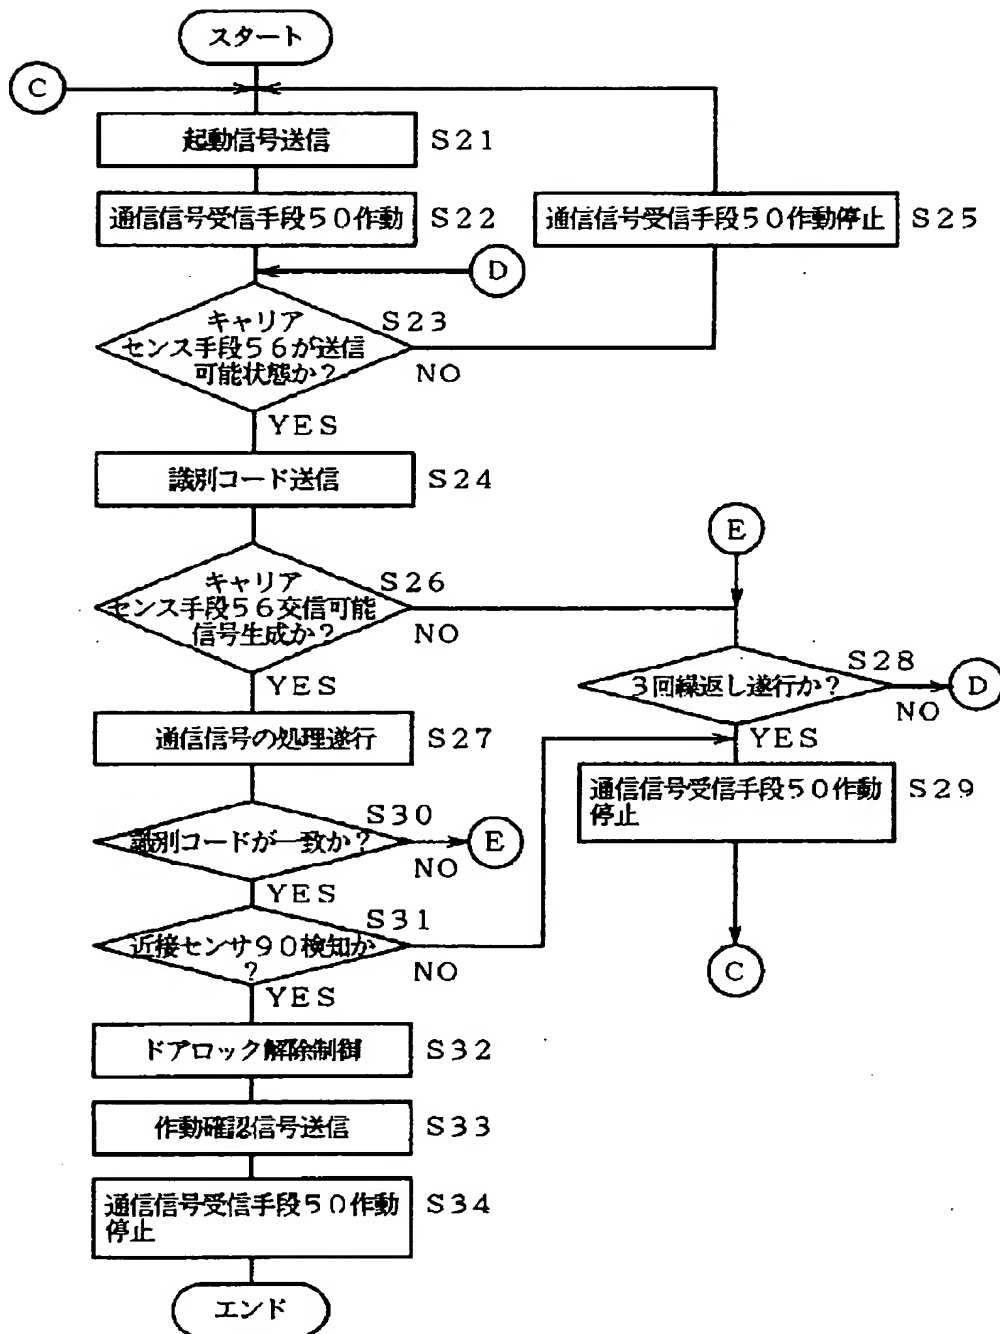 スタート
C
起動信号送信 S21
通信信号受信手段50作動 S22
通信信号受信手段50作動停止 S25
D
キャリア
センス手段56が送信
可能状態か?
S23
NO
YES
識別コード送信 S24
E
キャリア
センス手段56交信可能
信号生成か?
S26
NO
YES
3回繰返し遂行か?
S28
NO
D
YES
通信信号の処理遂行 S27
通信信号受信手段50作動
停止
S29
識別コードが一致か?
S30
NO
E
YES
近接センサ90検知か
?
S31
NO
YES
C
ドアロック解除制御 S32
作動確認信号送信 S33
通信信号受信手段50作動
停止
S34
エンド